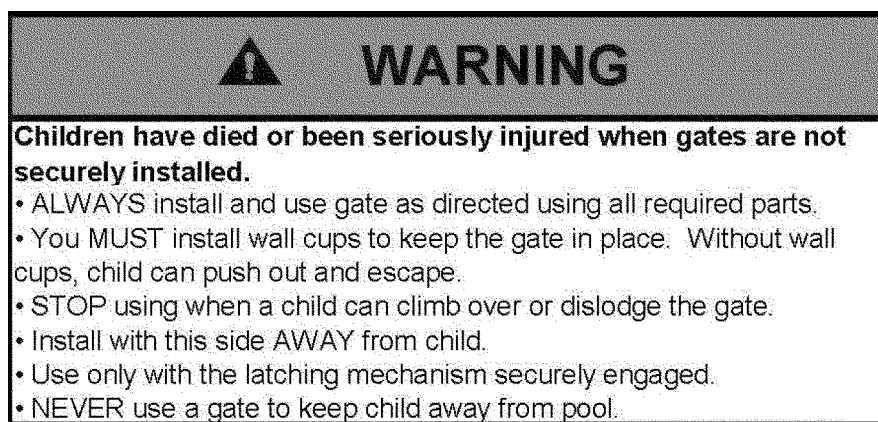 WARNING
Children have died or been seriously injured when gates are not
securely installed.
• ALWAYS install and use gate as directed using all required parts.
• You MUST install wall cups to keep the gate in place.  Without wall
cups, child can push out and escape.
• STOP using when a child can climb over or dislodge the gate.
• Install with this side AWAY from child.
• Use only with the latching mechanism securely engaged.
• NEVER use a gate to keep child away from pool.